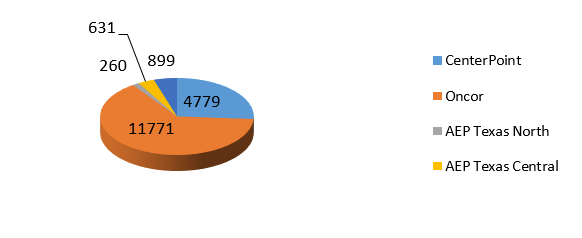 631
260
899
4779
11771
CenterPoint
Oncor
AEP Texas North
AEP Texas Central